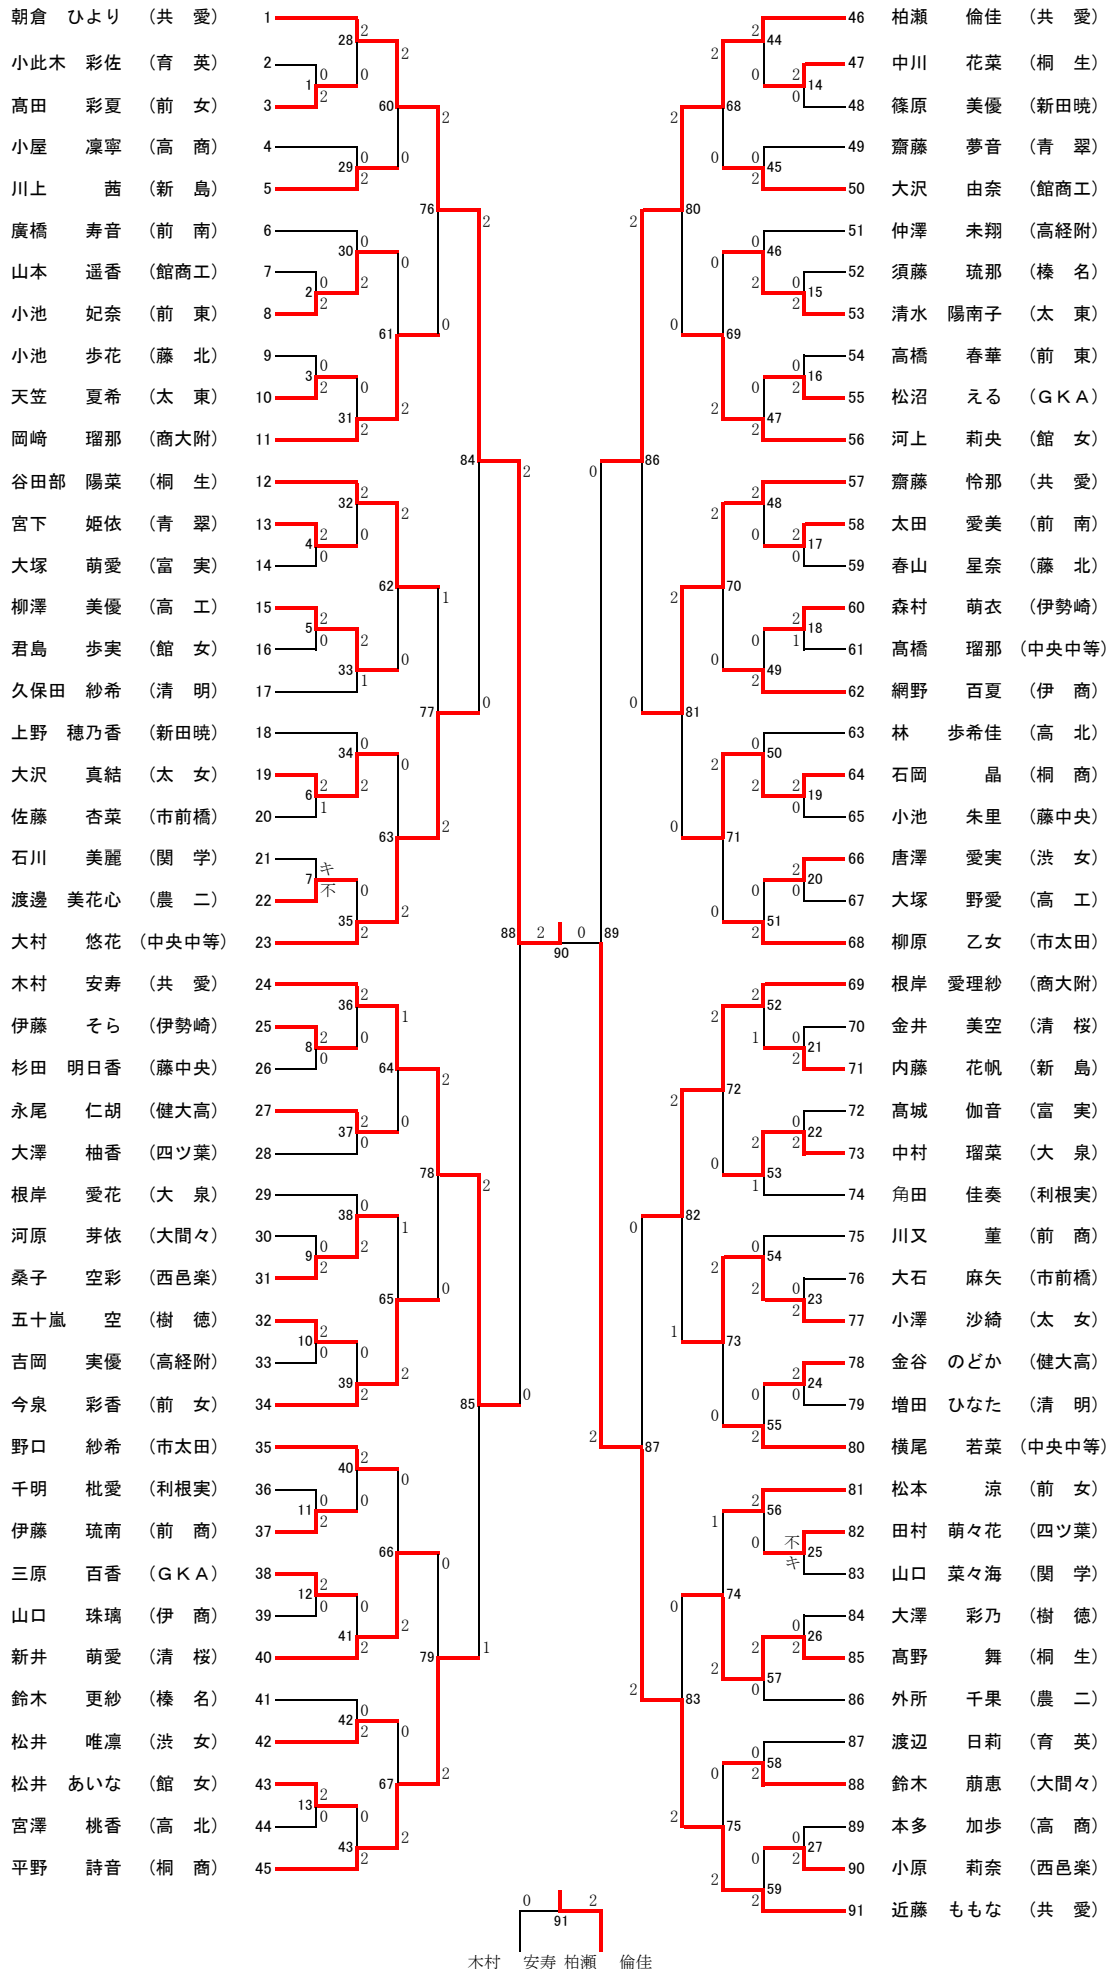 朝倉 ひより (共 愛) 1
小此木 彩佐 (育 英) 2
髙田 彩夏 (前 女) 3
小屋 凜寧 (高 商) 4
川上 茜 (新 島) 5
廣橋 寿音 (前 南) 6
山本 遥香 (館商工) 7
小池 妃奈 (前 東) 8
小池 歩花 (藤 北) 9
天笠 夏希 (太 東) 10
岡﨑 瑠那 (商大附) 11
谷田部 陽菜 (桐 生) 12
宮下 姫依 (青 翠) 13
大塚 萌愛 (富 実) 14
柳澤 美優 (高 工) 15
君島 歩実 (館 女) 16
久保田 紗希 (清 明) 17
上野 穂乃香 (新田暁) 18
大沢 真結 (太 女) 19
佐藤 杏菜 (市前橋) 20
石川 美麗 (関 学) 21
渡邊 美花心 (農 二) 22
大村 悠花 (中央中等) 23
木村 安寿 (共 愛) 24
伊藤 そら (伊勢崎) 25
杉田 明日香 (藤中央) 26
永尾 仁胡 (健大高) 27
大澤 柚香 (四ツ葉) 28
根岸 愛花 (大 泉) 29
河原 芽依 (大間々) 30
桑子 空彩 (西邑楽) 31
五十嵐 空 (樹 徳) 32
吉岡 実優 (高経附) 33
今泉 彩香 (前 女) 34
野口 紗希 (市太田) 35
千明 枇愛 (利根実) 36
伊藤 琉南 (前 商) 37
三原 百香 (GKA) 38
山口 珠璃 (伊 商) 39
新井 萌愛 (清 桜) 40
鈴木 更紗 (榛 名) 41
松井 唯凛 (渋 女) 42
松井 あいな (館 女) 43
宮澤 桃香 (高 北) 44
平野 詩音 (桐 商) 45
46 柏瀬 倫佳 (共 愛)
47 中川 花菜 (桐 生)
48 篠原 美優 (新田暁)
49 齋藤 夢音 (青 翠)
50 大沢 由奈 (館商工)
51 仲澤 未翔 (高経附)
52 須藤 琉那 (榛 名)
53 清水 陽南子 (太 東)
54 高橋 春華 (前 東)
55 松沼 える (GKA)
56 河上 莉央 (館 女)
57 齋藤 怜那 (共 愛)
58 太田 愛美 (前 南)
59 春山 星奈 (藤 北)
60 森村 萌衣 (伊勢崎)
61 髙橋 瑠那 (中央中等)
62 網野 百夏 (伊 商)
63 林 歩希佳 (高 北)
64 石岡 晶 (桐 商)
65 小池 朱里 (藤中央)
66 唐澤 愛実 (渋 女)
67 大塚 野愛 (高 工)
68 柳原 乙女 (市太田)
69 根岸 愛理紗 (商大附)
70 金井 美空 (清 桜)
71 内藤 花帆 (新 島)
72 髙城 伽音 (富 実)
73 中村 瑠菜 (大 泉)
74 角田 佳奏 (利根実)
75 川又 菫 (前 商)
76 大石 麻矢 (市前橋)
77 小澤 沙綺 (太 女)
78 金谷 のどか (健大高)
79 増田 ひなた (清 明)
80 横尾 若菜 (中央中等)
81 松本 涼 (前 女)
82 田村 萌々花 (四ツ葉)
83 山口 菜々海 (関 学)
84 大澤 彩乃 (樹 徳)
85 髙野 舞 (桐 生)
86 外所 千果 (農 二)
87 渡辺 日莉 (育 英)
88 鈴木 萠恵 (大間々)
89 本多 加歩 (高 商)
90 小原 莉奈 (西邑楽)
91 近藤 ももな (共 愛)
88 2 0 89
90
0 2
91
木村 安寿 柏瀬 倫佳